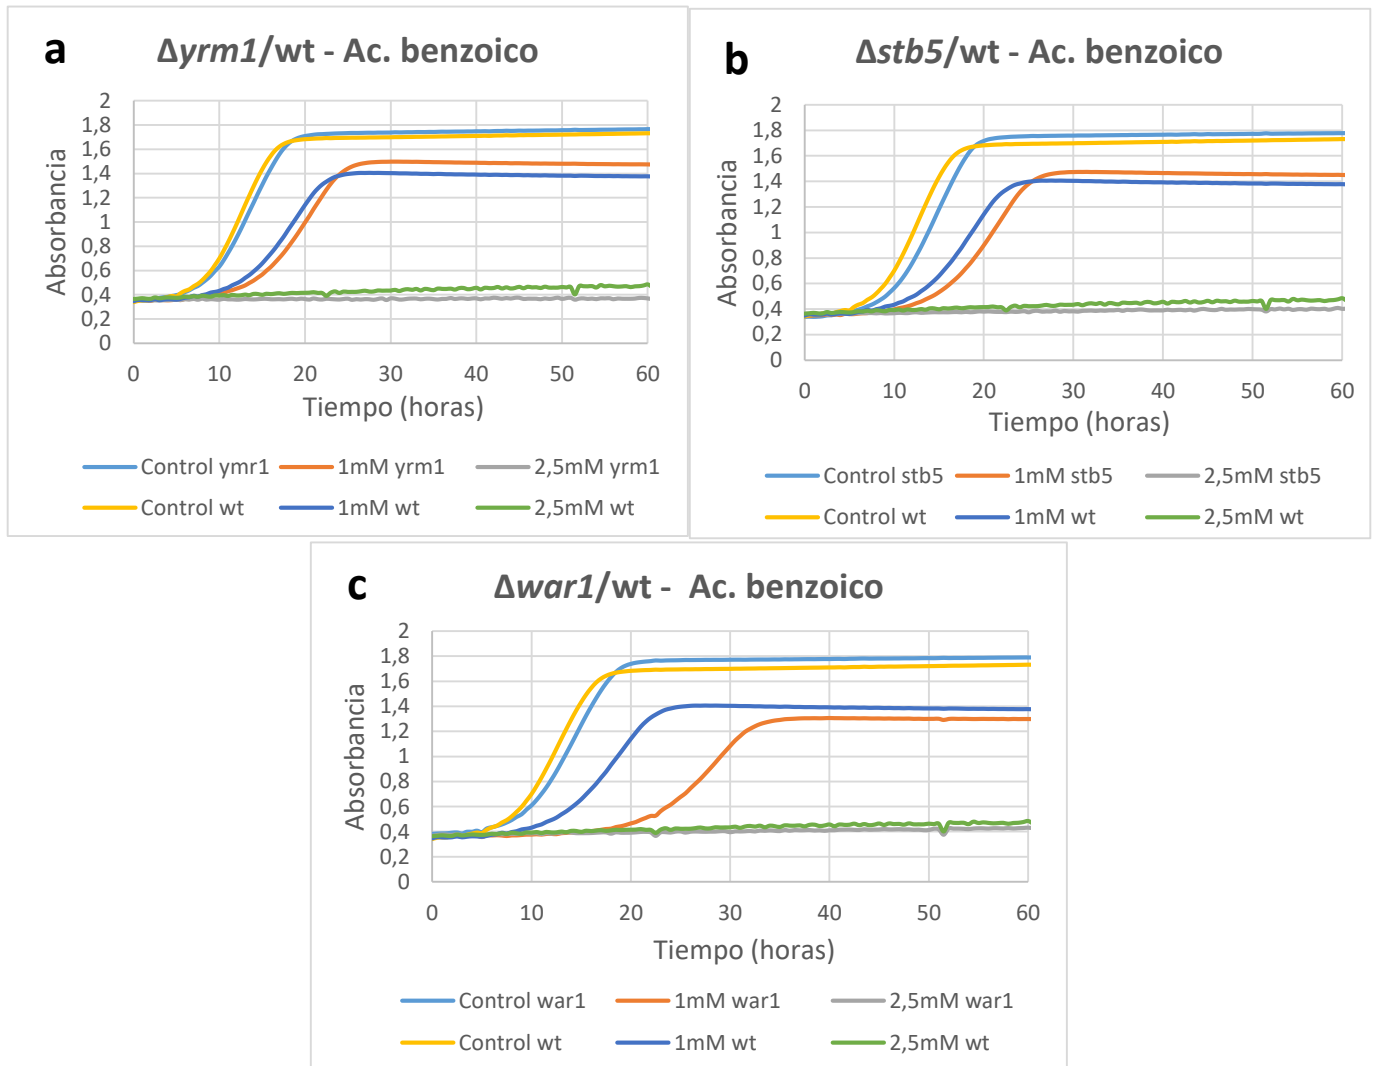 a
Δyrm1/wt - Ac. benzoico
2
1,8
1,6
1,4
1,2
1
0,8
0,6
0,4
0,2
0
Absorbancia
0 10 20 30 40 50 60
Tiempo (horas)
Control ymr1 1mM yrm1 2,5mM yrm1
Control wt 1mM wt 2,5mM wt
b
Δstb5/wt - Ac. benzoico
2
1,8
1,6
1,4
1,2
1
0,8
0,6
0,4
0,2
0
Absorbancia
0 10 20 30 40 50 60
Tiempo (horas)
Control stb5 1mM stb5 2,5mM stb5
Control wt 1mM wt 2,5mM wt
c
Δwar1/wt - Ac. benzoico
2
1,8
1,6
1,4
1,2
1
0,8
0,6
0,4
0,2
0
Absorbancia
0 10 20 30 40 50 60
Tiempo (horas)
Control war1 1mM war1 2,5mM war1
Control wt 1mM wt 2,5mM wt